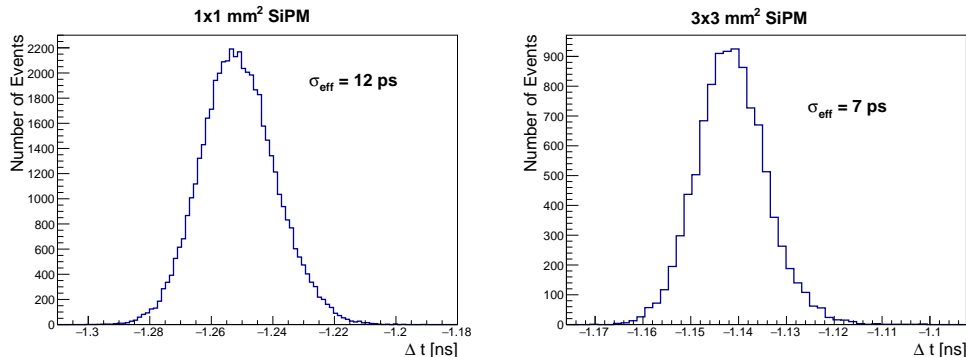 1x1 mm² SiPM
Number of Events
2200
2000
1800
1600
1400
1200
1000
800
600
400
200
0
σeff = 12 ps
−1.3 −1.28 −1.26 −1.24 −1.22 −1.2 −1.18
Δ t [ns]
3x3 mm² SiPM
Number of Events
900
800
700
600
500
400
300
200
100
0
σeff = 7 ps
−1.17 −1.16 −1.15 −1.14 −1.13 −1.12 −1.11 −1.1
Δ t [ns]